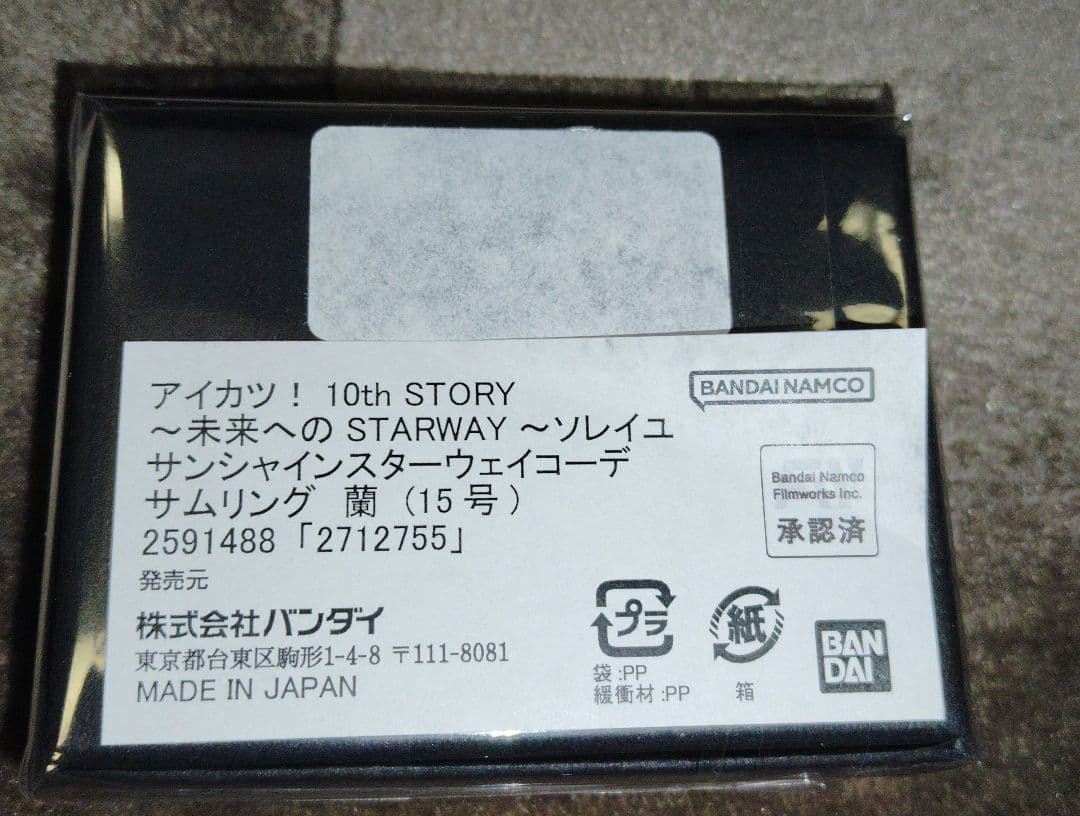 アイカツ！ 10th STORY
～未来への STARWAY ～ソレイユ
サンシャインスターウェイコーデ
サムリング 蘭 (15号)
2591488「2712755」
発売元
株式会社バンダイ
東京都台東区駒形1-4-8 〒111-8081
MADE IN JAPAN
BANDAI NAMCO
Bandai Namco
Filmworks Inc.
承認済
プラ
袋:PP
緩衝材:PP
紙
箱
BAN
DAI